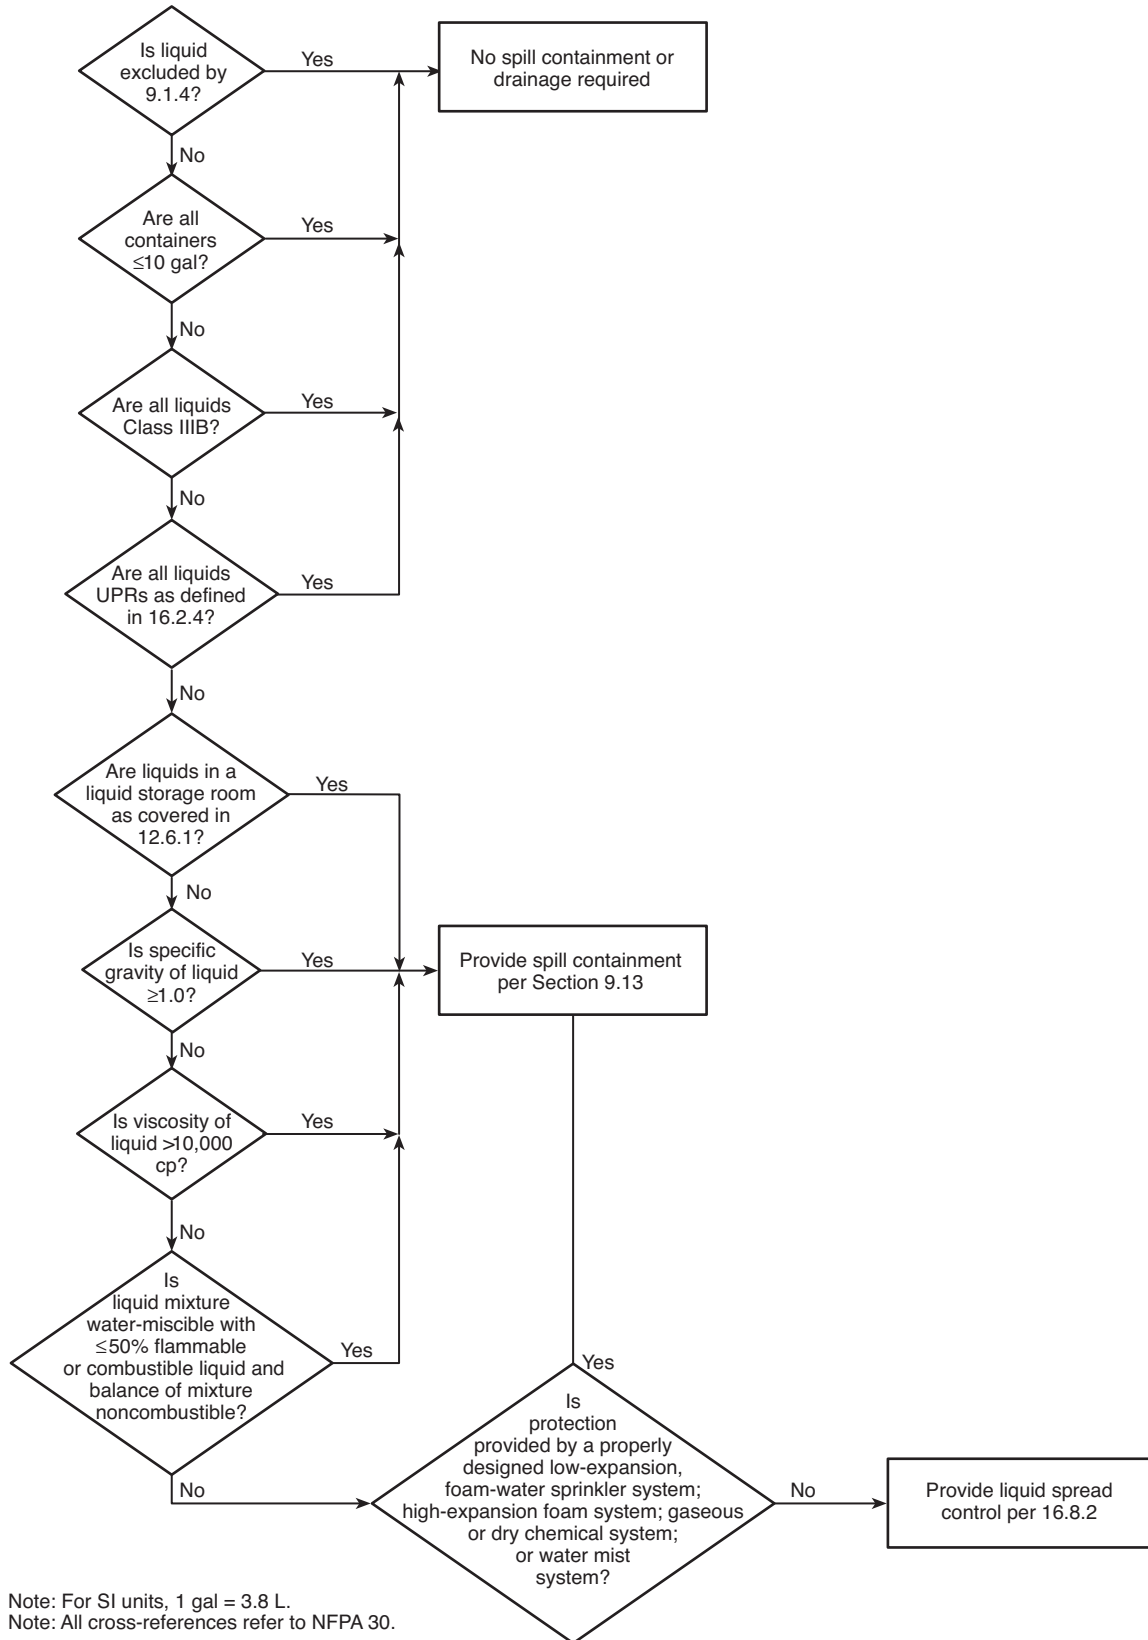 Is liquid
excluded by
9.1.4?
Yes
No spill containment or
drainage required
No
Are all
containers
≤10 gal?
Yes
No
Are all liquids
Class IIIB?
Yes
No
Are all liquids
UPRs as defined
in 16.2.4?
Yes
No
Are liquids in a
liquid storage room
as covered in
12.6.1?
Yes
No
Is specific
gravity of liquid
≥1.0?
Yes
Provide spill containment
per Section 9.13
No
Is viscosity of
liquid >10,000
cp?
Yes
No
Is
liquid mixture
water-miscible with
≤50% flammable
or combustible liquid and
balance of mixture
noncombustible?
Yes
No
Yes
Is
protection
provided by a properly
designed low-expansion,
foam-water sprinkler system;
high-expansion foam system; gaseous
or dry chemical system;
or water mist
system?
No
Provide liquid spread
control per 16.8.2
Note: For SI units, 1 gal = 3.8 L.
Note: All cross-references refer to NFPA 30.